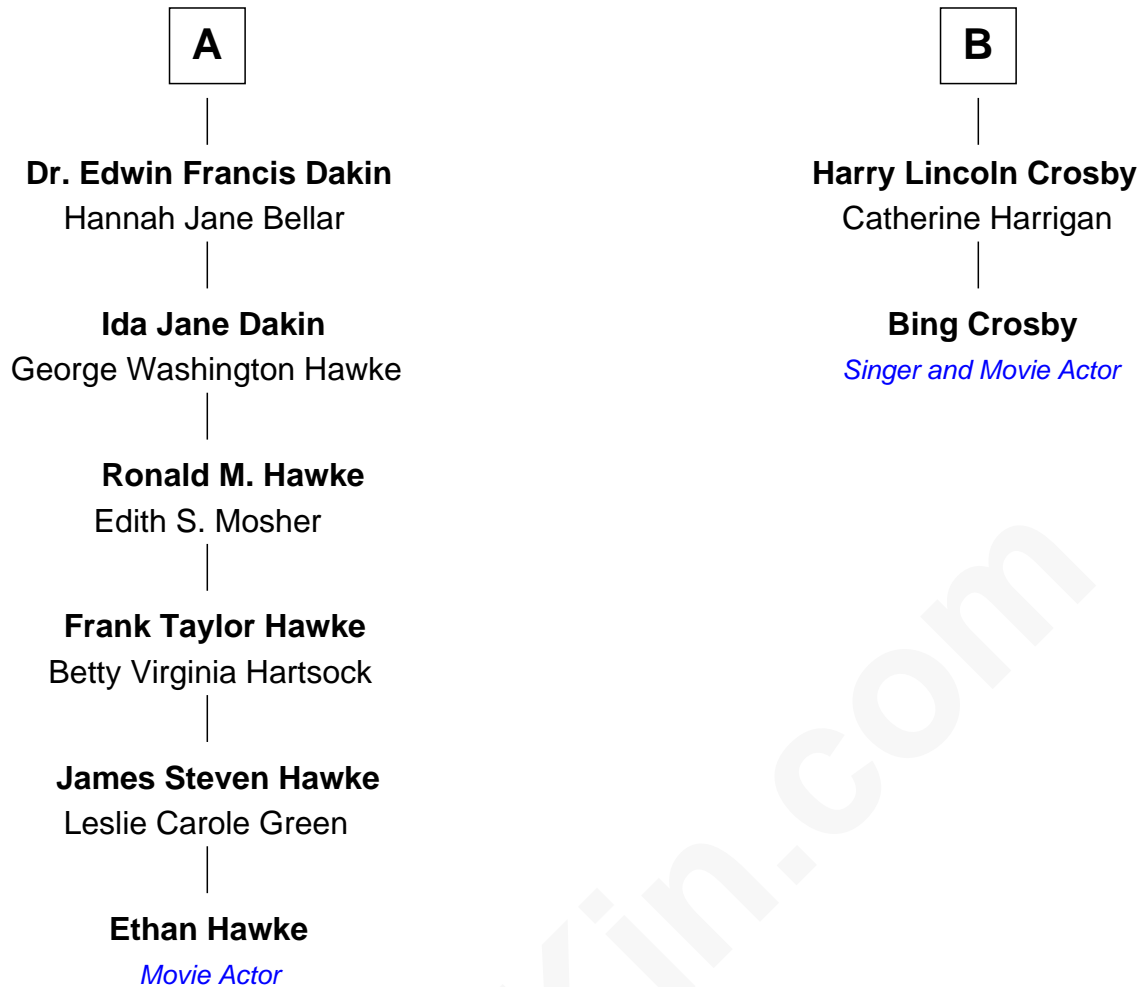 A
Dr. Edwin Francis Dakin
Hannah Jane Bellar
Ida Jane Dakin
George Washington Hawke
Ronald M. Hawke
Edith S. Mosher
Frank Taylor Hawke
Betty Virginia Hartsock
James Steven Hawke
Leslie Carole Green
Ethan Hawke
Movie Actor
B
Harry Lincoln Crosby
Catherine Harrigan
Bing Crosby
Singer and Movie Actor
in.com